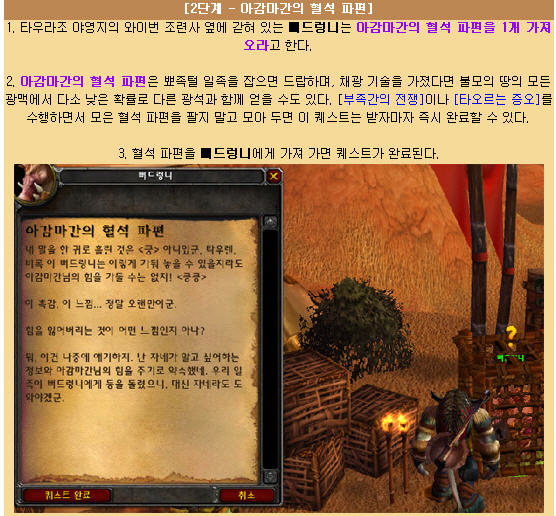 [2단계 - 아감마간의 혈석 파편]
1. 타우라조 야영지의 와이번 조련사 옆에 갇혀 있는 뻐드렁니는 아감마간의 혈석 파편을 1개 가져
오라고 한다.
2. 아감마간의 혈석 파편은 뾰족털 일족을 잡으면 드랍하며, 채광 기술을 가졌다면 불모의 땅의 모든
광맥에서 다소 낮은 확률로 다른 광석과 함께 얻을 수도 있다. [부족간의 전쟁]이나 [타오르는 증오]를
수행하면서 모은 혈석 파편을 팔지 말고 모아 두면 이 퀘스트는 받자마자 즉시 완료할 수 있다.
3. 혈석 파편을 뻐드렁니에게 가져 가면 퀘스트가 완료된다.
뻐드렁니
아감마간의 혈석 파편
내 말을 한 귀로 흘린 것은 <쿵> 아니었군, 타우렌.
비록 이 뻐드렁니는 이렇게 가둬 놓을 수 있을지라도
아감마간님의 힘을 가둘 수는 없지! <킁킁>
이 촉감, 이 느낌... 정말 오랜만이군.
힘을 잃어버리는 것이 어떤 느낌인지 아나?
뭐, 이건 나중에 얘기하지. 난 자네가 알고 싶어하는
정보와 아감마간님의 힘을 주기로 약속했네. 우리 일
족이 뻐드렁니에게 등을 돌렸으니, 대신 자네라도 도
와야겠군.
퀘스트 완료
취소